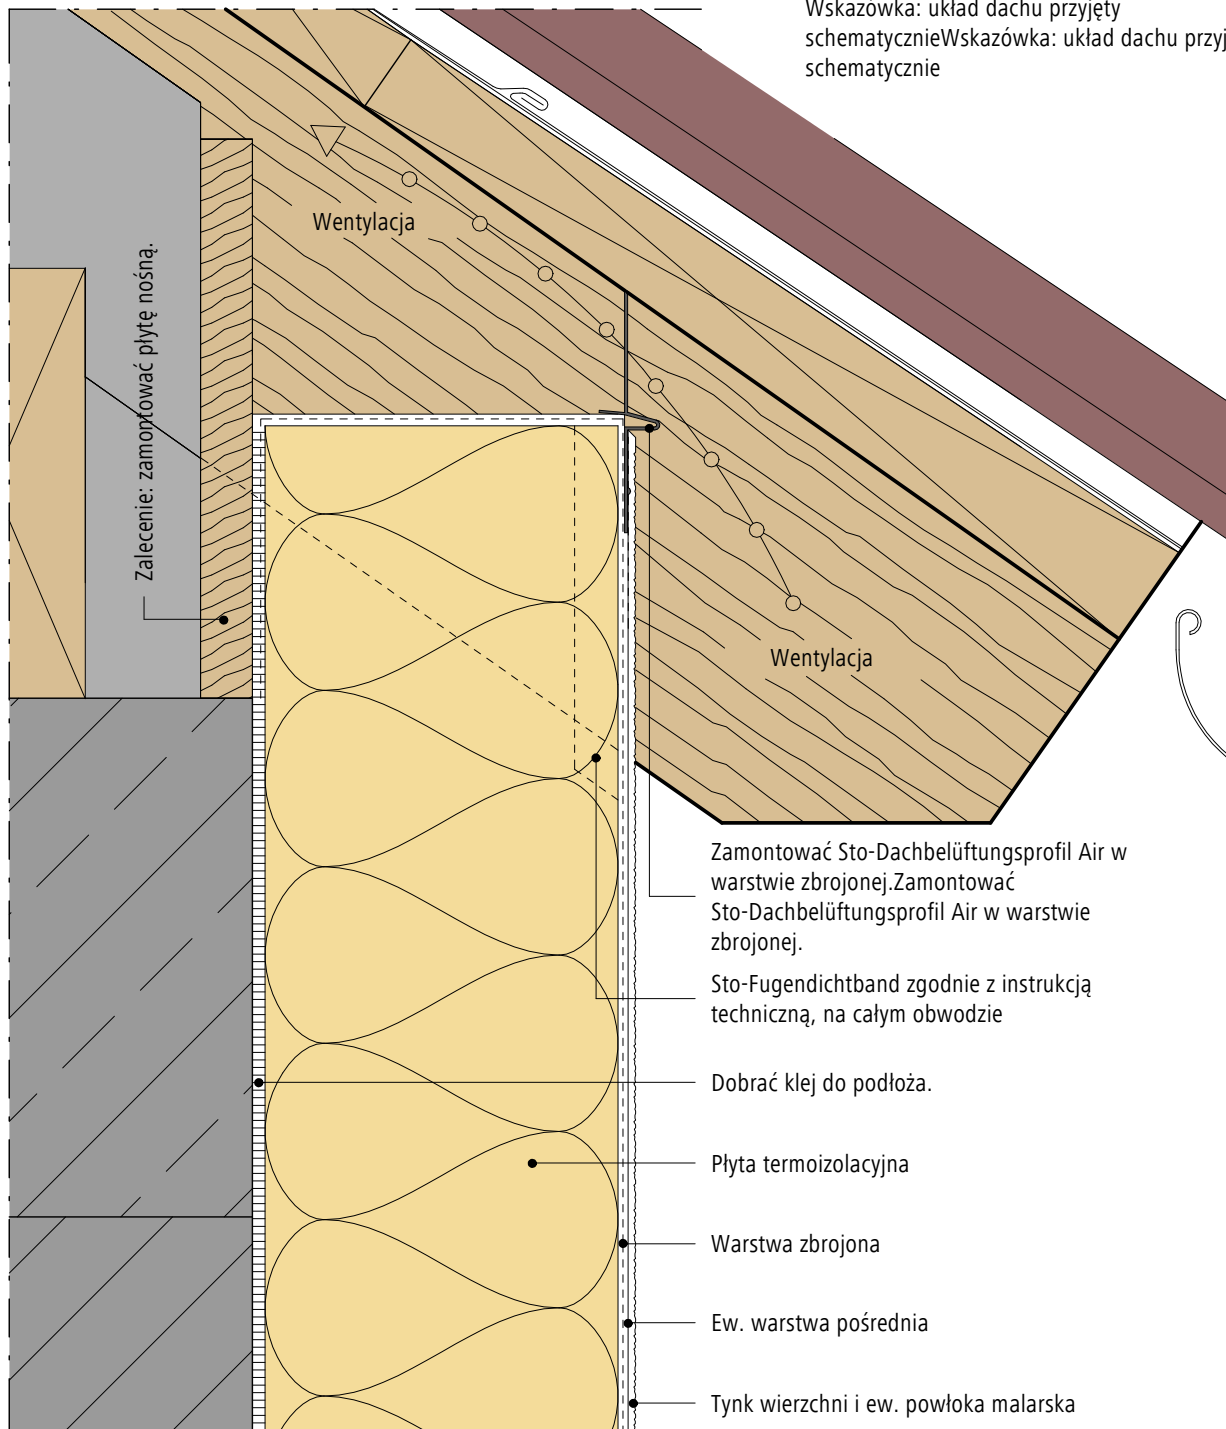 Wskazówka: układ dachu przyjęty
schematycznieWskazówka: układ dachu przyj
schematycznie
Wentylacja
Zalecenie: zamontować płytę nośną.
Wentylacja
Zamontować Sto-Dachbelüftungsprofil Air w
warstwie zbrojonej.Zamontować
Sto-Dachbelüftungsprofil Air w warstwie
zbrojonej.
Sto-Fugendichtband zgodnie z instrukcją
techniczną, na całym obwodzie
Dobrać klej do podłoża.
Płyta termoizolacyjna
Warstwa zbrojona
Ew. warstwa pośrednia
Tynk wierzchni i ew. powłoka malarska